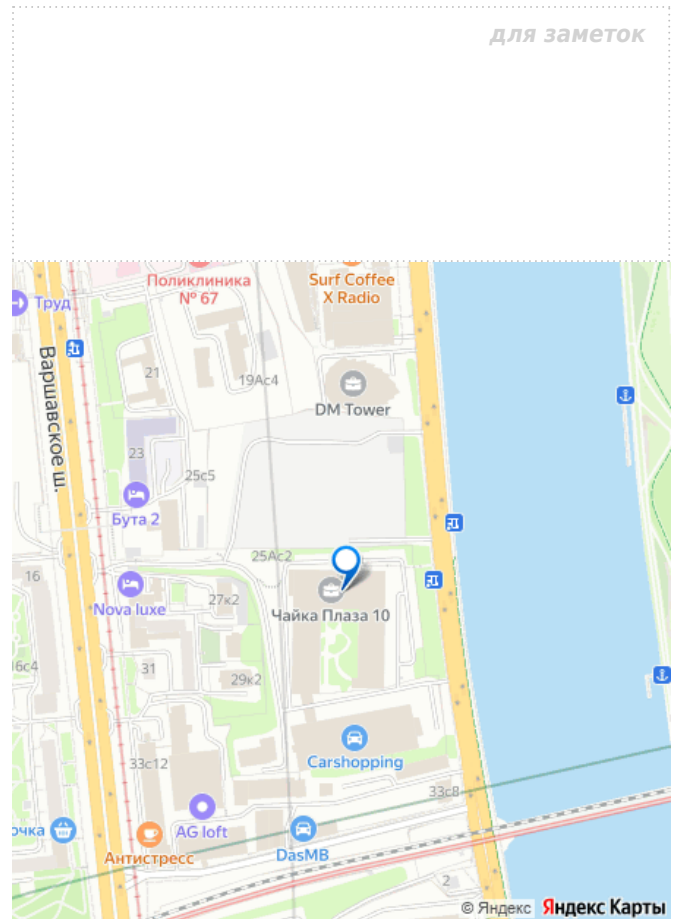 для заметок
Поликлиника
№ 67
Surf Coffee
X Radio
Труд
Варшавское ш.
21
19Ас4
DM Tower
23
25с5
Бута 2
25Ас2
16
Nova luxe
27к2
Чайка Плаза 10
6с4
31
29к2
Carshopping
33с12
33с8
AG loft
очка
Антистресс
DasMB
2
© Яндекс Яндекс Карты